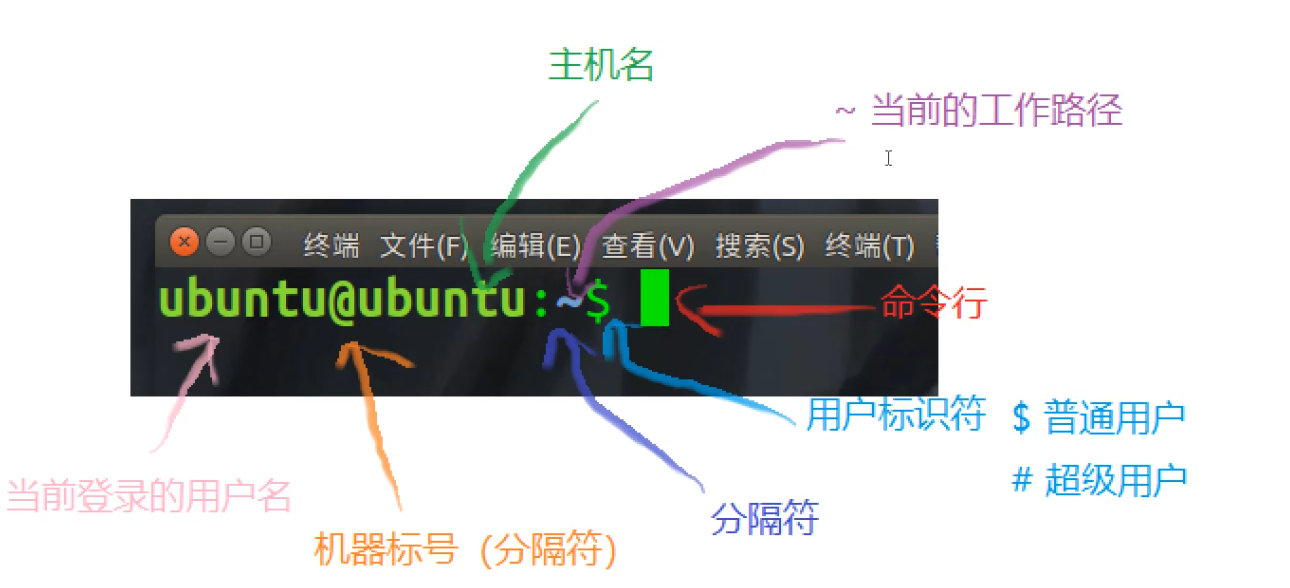 主机名
~ 当前的工作路径
终端 文件(F) 编辑(E) 查看(V) 搜索(S) 终端(T)
ubuntu@ubuntu:~$
命令行
用户标识符 $ 普通用户
# 超级用户
当前登录的用户名
分隔符
机器标号（分隔符）